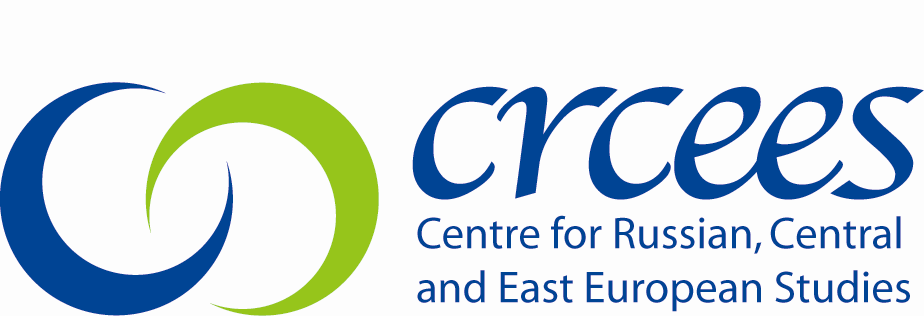 crcees
Centre for Russian, Central
and East European Studies